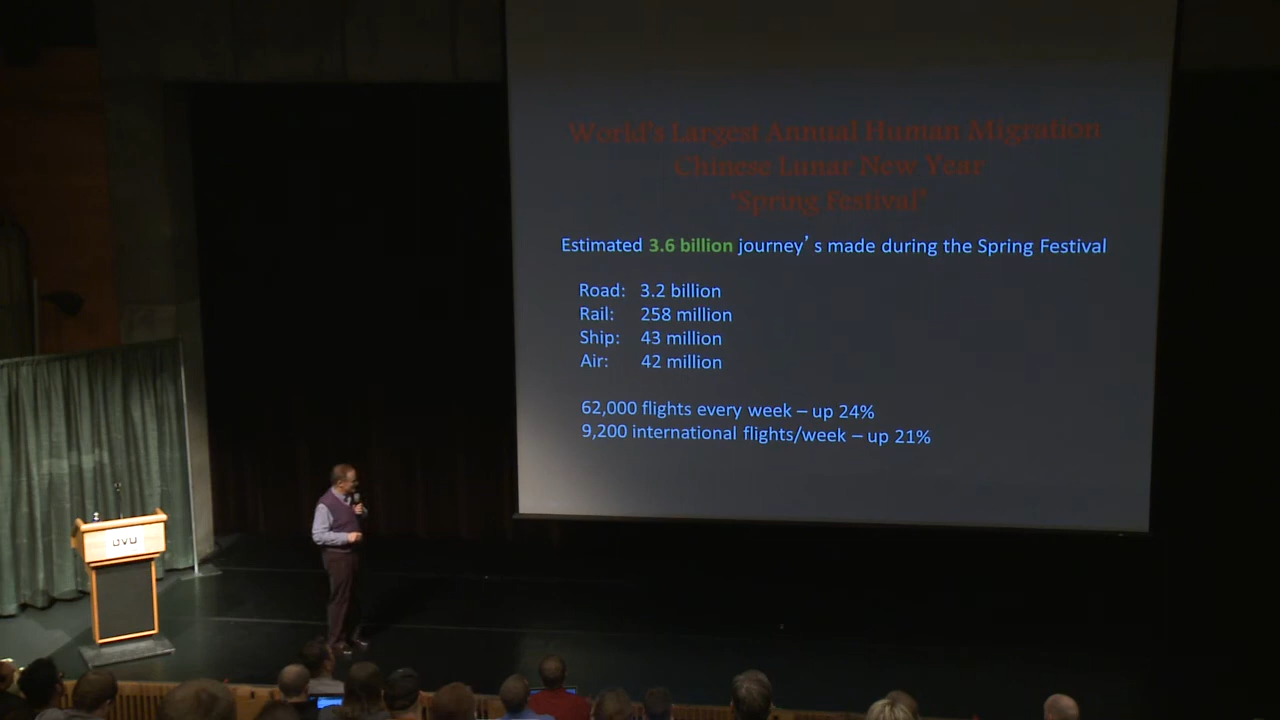 World's Largest Annual Human Migration
Chinese Lunar New Year
'Spring Festival'
Estimated 3.6 billion journey's made during the Spring Festival
Road: 3.2 billion
Rail: 258 million
Ship: 43 million
Air: 42 million
62,000 flights every week – up 24%
9,200 international flights/week – up 21%
DVU